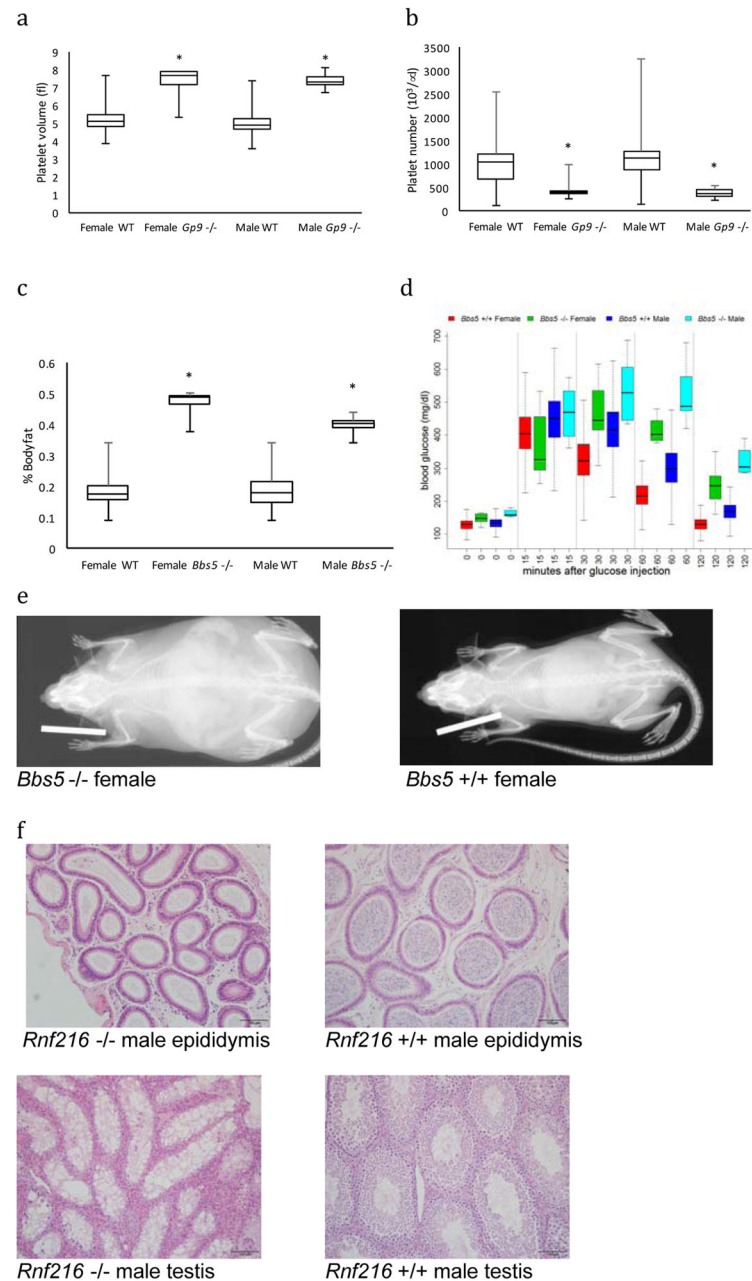 a
Platelet volume (fl)
9
8
7
6
5
4
3
2
1
0
*
*
Female WT
Female Gp9 -/-
Male WT
Male Gp9 -/-
b
Platlet number (10³/∝l)
3500
3000
2500
2000
1500
1000
500
0
*
*
Female WT
Female Gp9 -/-
Male WT
Male Gp9 -/-
c
% Bodyfat
0.6
0.5
0.4
0.3
0.2
0.1
0
*
*
Female WT
Female Bbs5 -/-
Male WT
Male Bbs5 -/-
d
Bbs5 +/+ Female
Bbs5 -/- Female
Bbs5 +/+ Male
Bbs5 -/- Male
blood glucose (mg/dl)
700
600
500
400
300
200
100
0
0
0
0
15
15
15
15
30
30
30
30
60
60
60
60
120
120
120
120
minutes after glucose injection
e
Bbs5 -/- female
Bbs5 +/+ female
f
Rnf216 -/- male epididymis
Rnf216 +/+ male epididymis
Rnf216 -/- male testis
Rnf216 +/+ male testis